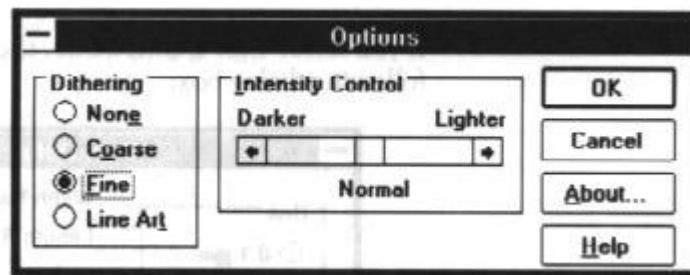 Options
Dithering
None
Coarse
Fine
Line Art
Intensity Control
Darker Lighter
Normal
OK
Cancel
About...
Help